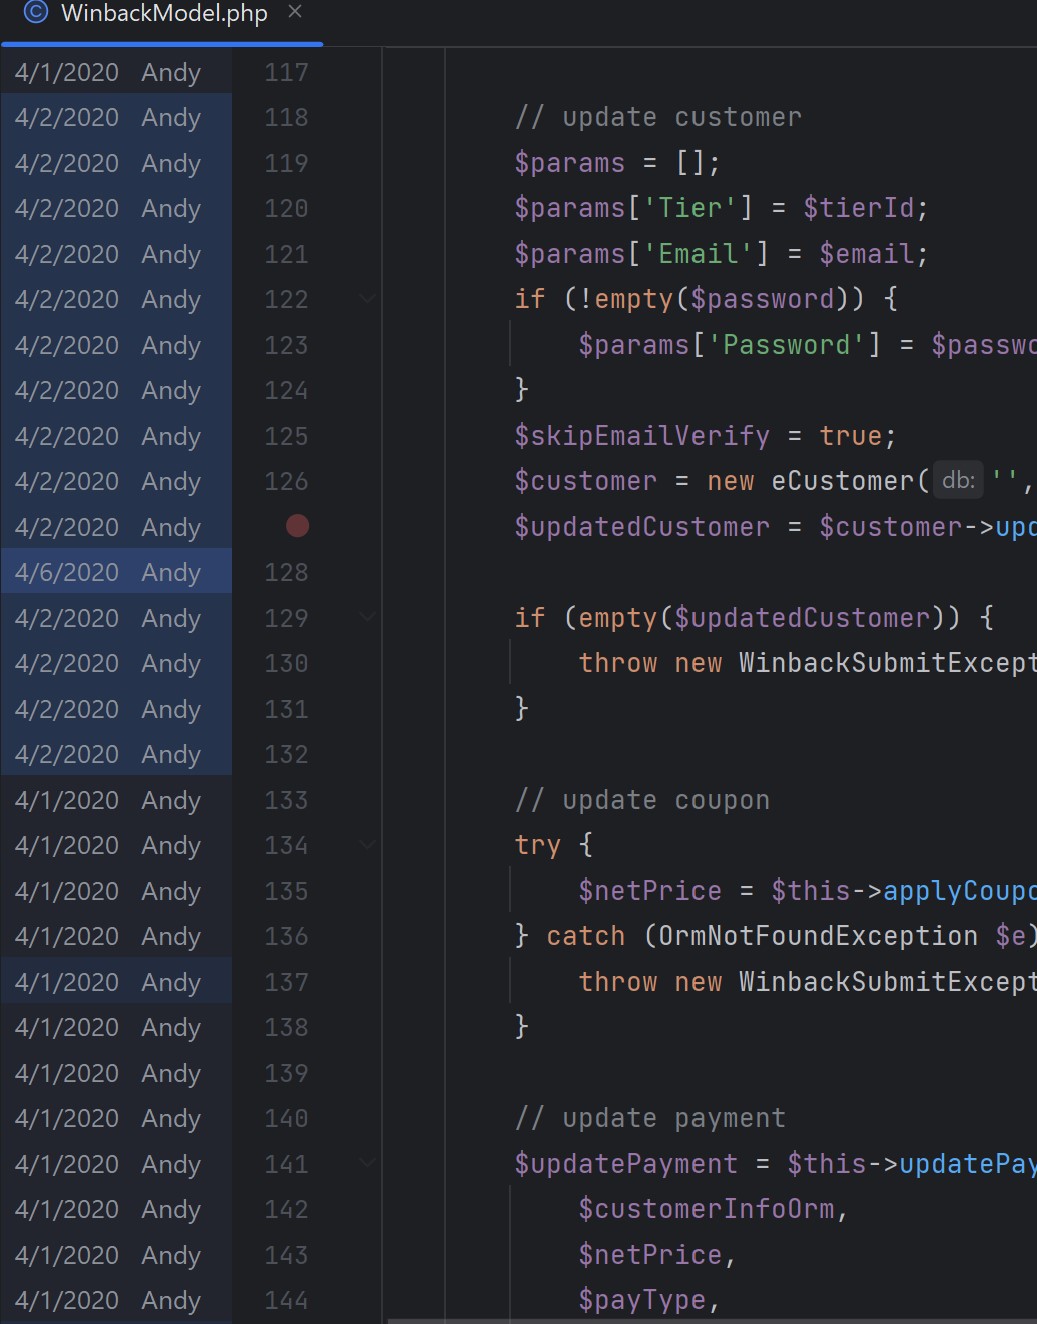 WinbackModel.php
4/1/2020 Andy 117
4/2/2020 Andy 118 // update customer
4/2/2020 Andy 119 $params = [];
4/2/2020 Andy 120 $params['Tier'] = $tierId;
4/2/2020 Andy 121 $params['Email'] = $email;
4/2/2020 Andy 122 if (!empty($password)) {
4/2/2020 Andy 123 $params['Password'] = $passwo
4/2/2020 Andy 124 }
4/2/2020 Andy 125 $skipEmailVerify = true;
4/2/2020 Andy 126 $customer = new eCustomer( db: '',
4/2/2020 Andy $updatedCustomer = $customer->upd
4/6/2020 Andy 128
4/2/2020 Andy 129 if (empty($updatedCustomer)) {
4/2/2020 Andy 130 throw new WinbackSubmitExcept
4/2/2020 Andy 131 }
4/2/2020 Andy 132
4/1/2020 Andy 133 // update coupon
4/1/2020 Andy 134 try {
4/1/2020 Andy 135 $netPrice = $this->applyCoupo
4/1/2020 Andy 136 } catch (OrmNotFoundException $e)
4/1/2020 Andy 137 throw new WinbackSubmitExcept
4/1/2020 Andy 138 }
4/1/2020 Andy 139
4/1/2020 Andy 140 // update payment
4/1/2020 Andy 141 $updatePayment = $this->updatePay
4/1/2020 Andy 142 $customerInfoOrm,
4/1/2020 Andy 143 $netPrice,
4/1/2020 Andy 144 $payType,